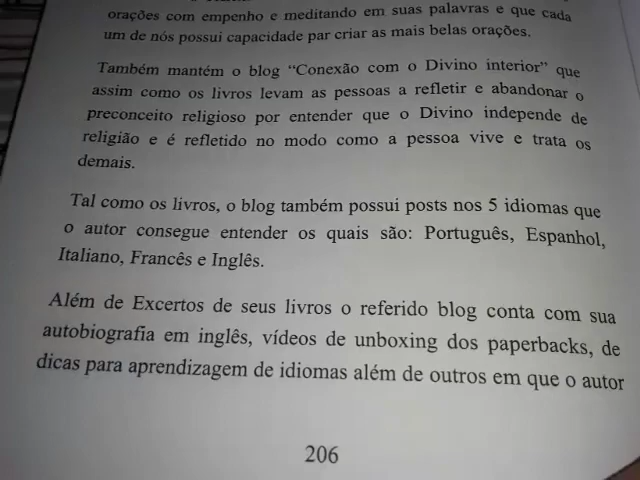 orações com empenho e meditando em suas palavras e que cada
um de nós possui capacidade par criar as mais belas orações.
Também mantém o blog “Conexão com o Divino interior” que
assim como os livros levam as pessoas a refletir e abandonar o
preconceito religioso por entender que o Divino independe de
religião e é refletido no modo como a pessoa vive e trata os
demais.
Tal como os livros, o blog também possui posts nos 5 idiomas que
o autor consegue entender os quais são: Português, Espanhol,
Italiano, Francês e Inglês.
Além de Excertos de seus livros o referido blog conta com sua
autobiografia em inglês, vídeos de unboxing dos paperbacks, de
dicas para aprendizagem de idiomas além de outros em que o autor
206